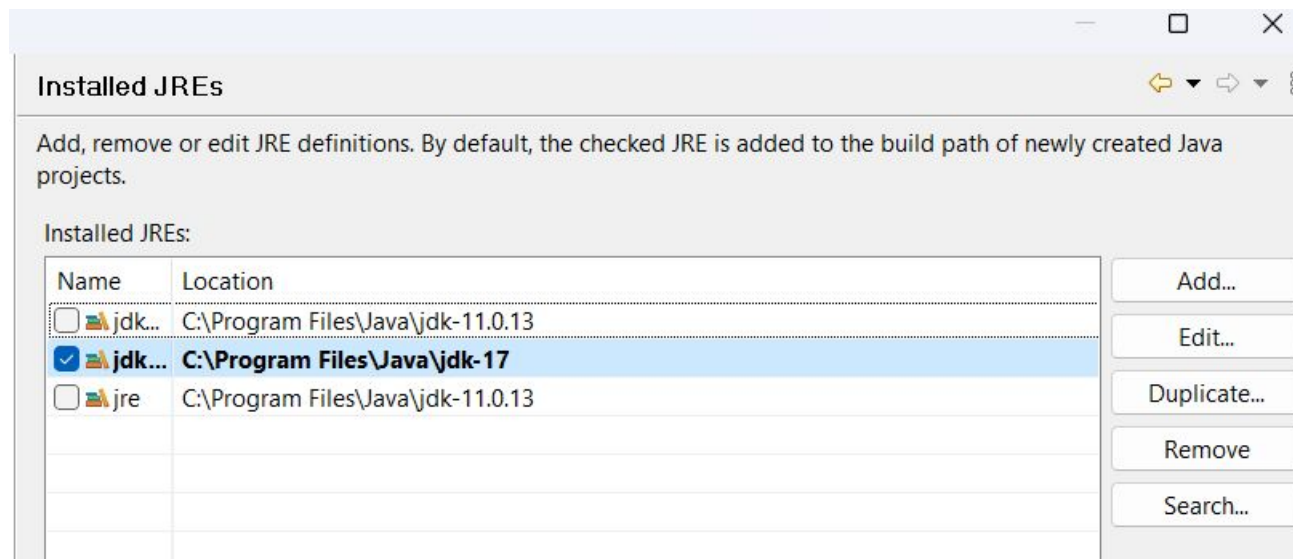 Installed JREs
Add, remove or edit JRE definitions. By default, the checked JRE is added to the build path of newly created Java
projects.
Installed JREs:
Name Location
jdk... C:\Program Files\Java\jdk-11.0.13
jdk... C:\Program Files\Java\jdk-17
jre C:\Program Files\Java\jdk-11.0.13
Add...
Edit...
Duplicate...
Remove
Search...